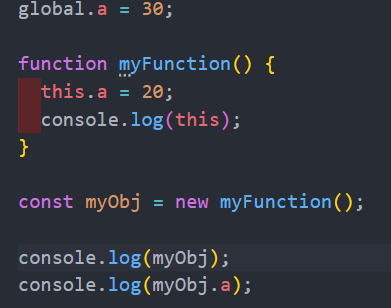 global.a = 30;
function myFunction() {
this.a = 20;
console.log(this);
}
const myObj = new myFunction();
console.log(myObj);
console.log(myObj.a);